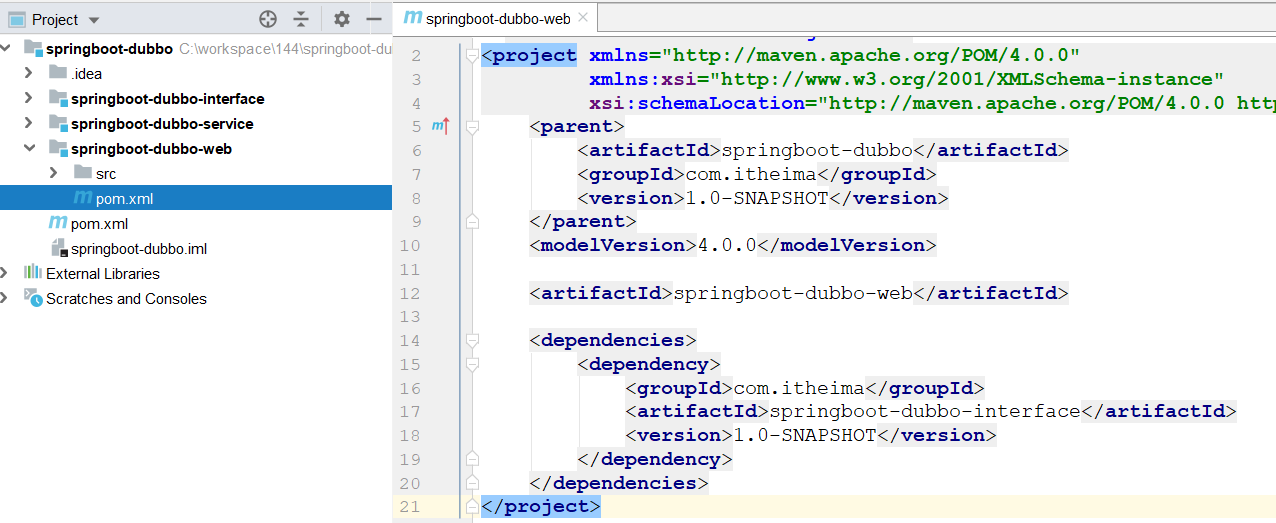 Project
springboot-dubbo C:\workspace\144\springboot-du
.idea
springboot-dubbo-interface
springboot-dubbo-service
springboot-dubbo-web
src
pom.xml
pom.xml
springboot-dubbo.iml
External Libraries
Scratches and Consoles
springboot-dubbo-web
2 <project xmlns="http://maven.apache.org/POM/4.0.0"
3 xmlns:xsi="http://www.w3.org/2001/XMLSchema-instance"
4 xsi:schemaLocation="http://maven.apache.org/POM/4.0.0 http
5 <parent>
6 <artifactId>springboot-dubbo</artifactId>
7 <groupId>com.itheima</groupId>
8 <version>1.0-SNAPSHOT</version>
9 </parent>
10 <modelVersion>4.0.0</modelVersion>
11
12 <artifactId>springboot-dubbo-web</artifactId>
13
14 <dependencies>
15 <dependency>
16 <groupId>com.itheima</groupId>
17 <artifactId>springboot-dubbo-interface</artifactId>
18 <version>1.0-SNAPSHOT</version>
19 </dependency>
20 </dependencies>
21 </project>